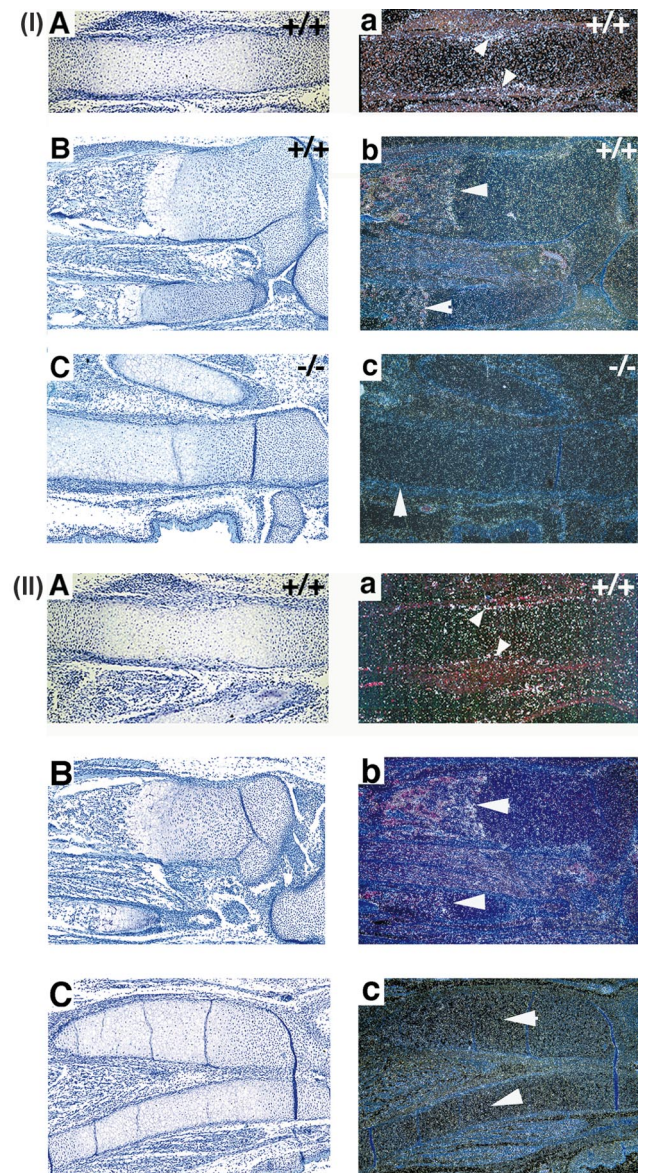 (I) A +/+ a +/+
B +/+ b +/+
C -/- c -/-
(II) A +/+ a +/+
B b
C c